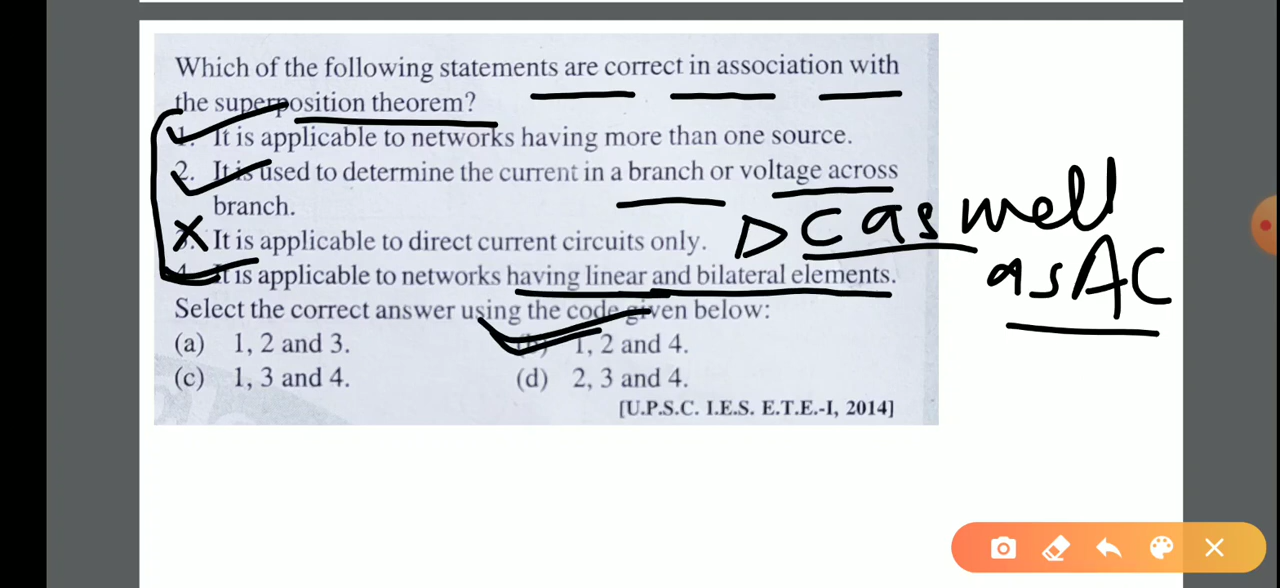 Which of the following statements are correct in association with
the superposition theorem?
1. It is applicable to networks having more than one source.
2. It is used to determine the current in a branch or voltage across
branch.
3. It is applicable to direct current circuits only. DC as well
as AC
4. It is applicable to networks having linear and bilateral elements.
Select the correct answer using the code given below:
(a) 1, 2 and 3. (b) 1, 2 and 4.
(c) 1, 3 and 4. (d) 2, 3 and 4.
[U.P.S.C. I.E.S. E.T.E.-I, 2014]